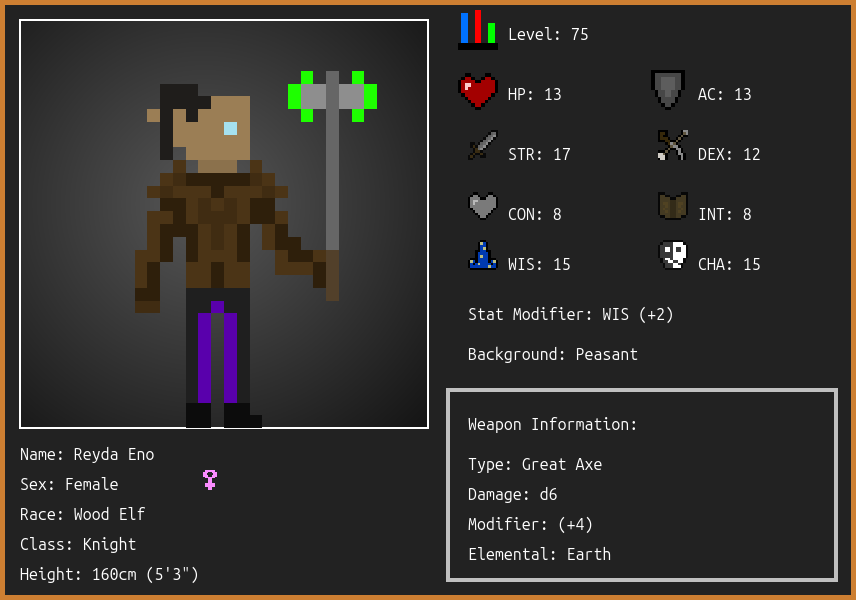 Level: 75
HP: 13
AC: 13
STR: 17
DEX: 12
CON: 8
INT: 8
WIS: 15
CHA: 15
Stat Modifier: WIS (+2)
Background: Peasant
Weapon Information:
Type: Great Axe
Damage: d6
Modifier: (+4)
Elemental: Earth
Name: Reyda Eno
Sex: Female
Race: Wood Elf
Class: Knight
Height: 160cm (5'3")